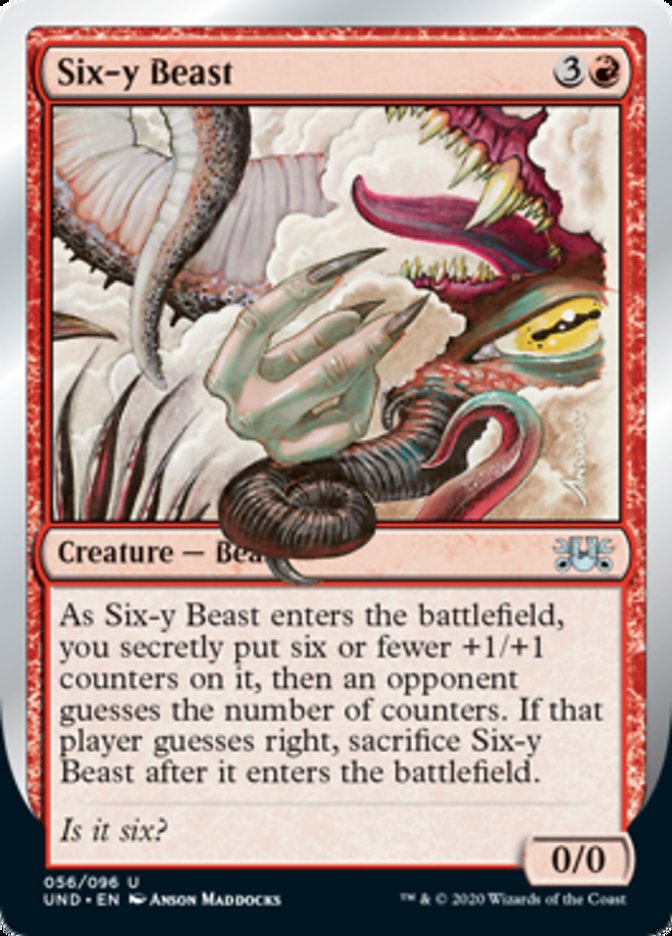 Six-y Beast
3
Creature — Bea
As Six-y Beast enters the battlefield,
you secretly put six or fewer +1/+1
counters on it, then an opponent
guesses the number of counters. If that
player guesses right, sacrifice Six-y
Beast after it enters the battlefield.
Is it six?
0/0
056/096 U
UND • EN Anson Maddocks
™ & © 2020 Wizards of the Coast